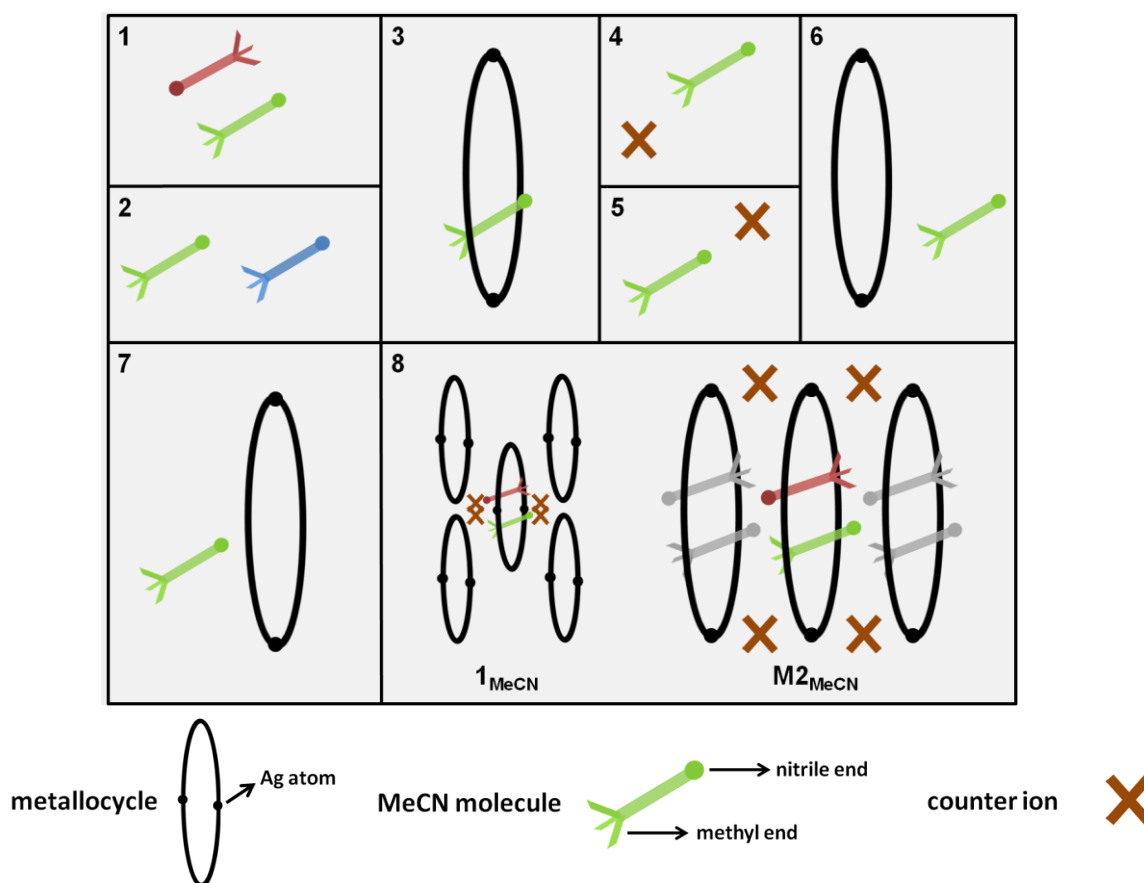 1
3
4
6
2
5
7
8
1MeCN
M2MeCN
Ag atom
metallocycle
MeCN molecule
nitrile end
methyl end
counter ion